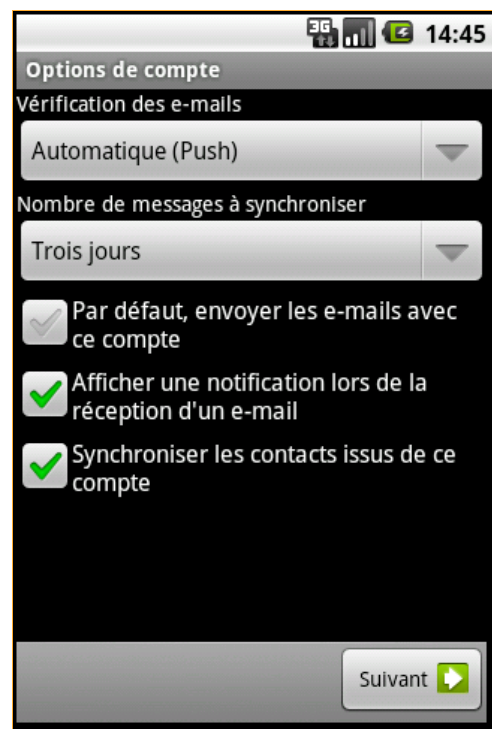 3G 14:45
Options de compte
Vérification des e-mails
Automatique (Push)
Nombre de messages à synchroniser
Trois jours
Par défaut, envoyer les e-mails avec
ce compte
Afficher une notification lors de la
réception d'un e-mail
Synchroniser les contacts issus de ce
compte
Suivant